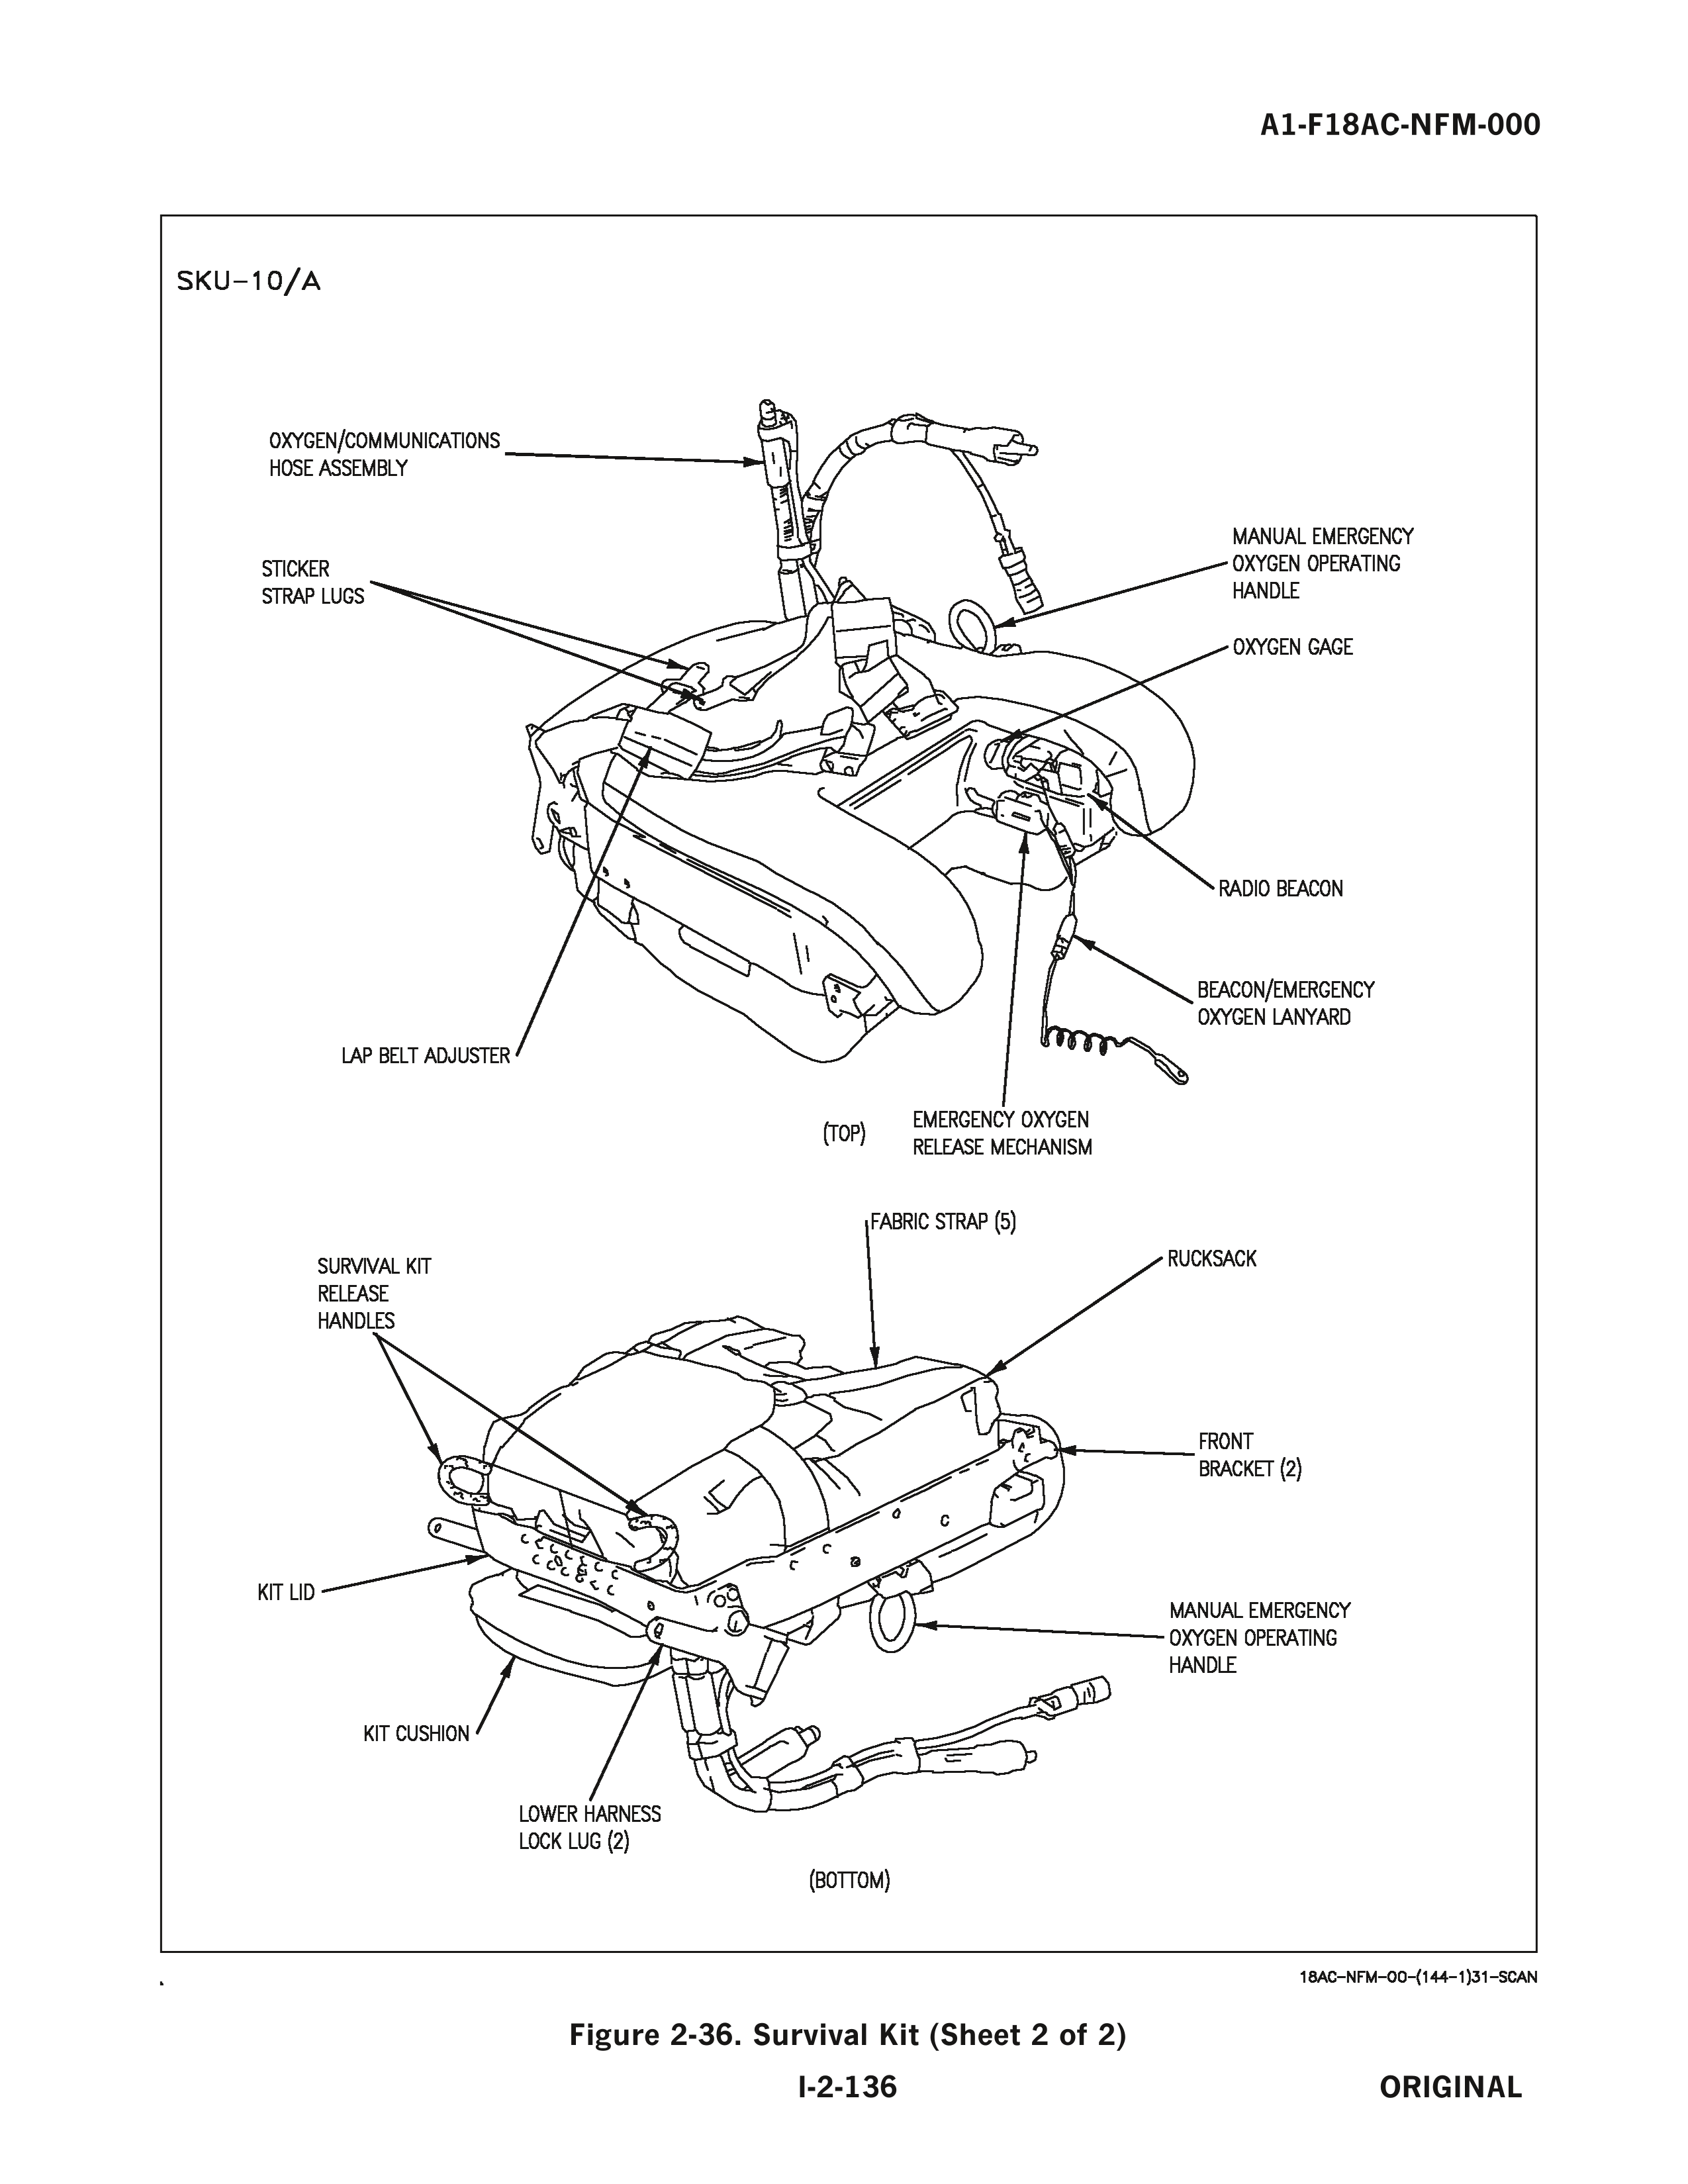 A1-F18AC-NFM-000
SKU-10/A
OXYGEN/COMMUNICATIONS
HOSE ASSEMBLY
STICKER
STRAP LUGS
MANUAL EMERGENCY
OXYGEN OPERATING
HANDLE
OXYGEN GAGE
RADIO BEACON
BEACON/EMERGENCY
OXYGEN LANYARD
LAP BELT ADJUSTER
(TOP)
EMERGENCY OXYGEN
RELEASE MECHANISM
FABRIC STRAP (5)
RUCKSACK
SURVIVAL KIT
RELEASE
HANDLES
FRONT
BRACKET (2)
KIT LID
MANUAL EMERGENCY
OXYGEN OPERATING
HANDLE
KIT CUSHION
LOWER HARNESS
LOCK LUG (2)
(BOTTOM)
18AC-NFM-00-(144-1)31-SCAN
Figure 2-36. Survival Kit (Sheet 2 of 2)
I-2-136
ORIGINAL